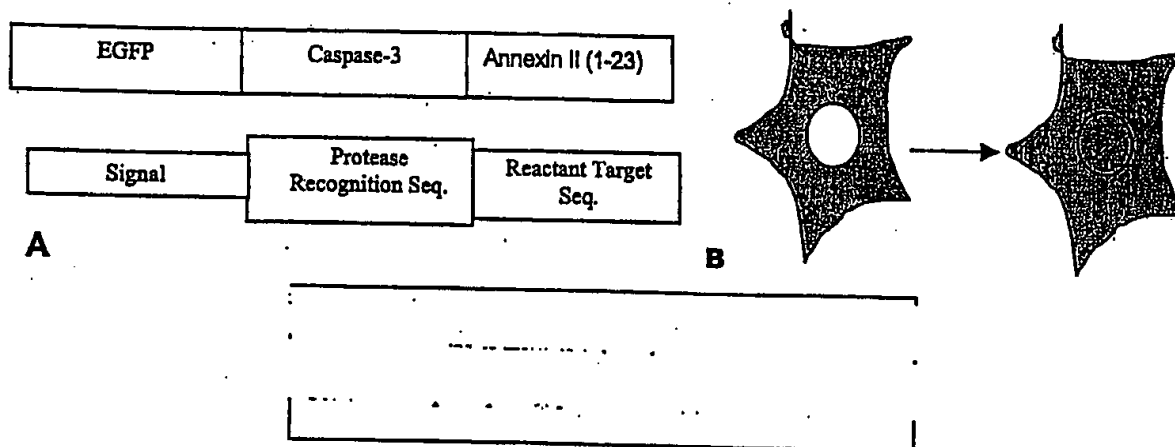 EGFP
Caspase-3
Annexin II (1-23)
Signal
Protease
Recognition Seq.
Reactant Target
Seq.
A
B